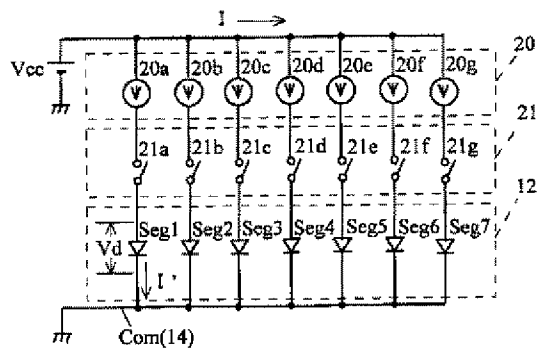 I
Vcc
20a 20b 20c 20d 20e 20f 20g
20
21a 21b 21c 21d 21e 21f 21g
21
12
Seg1 Seg2 Seg3 Seg4 Seg5 Seg6 Seg7
Vd
I'
Com(14)